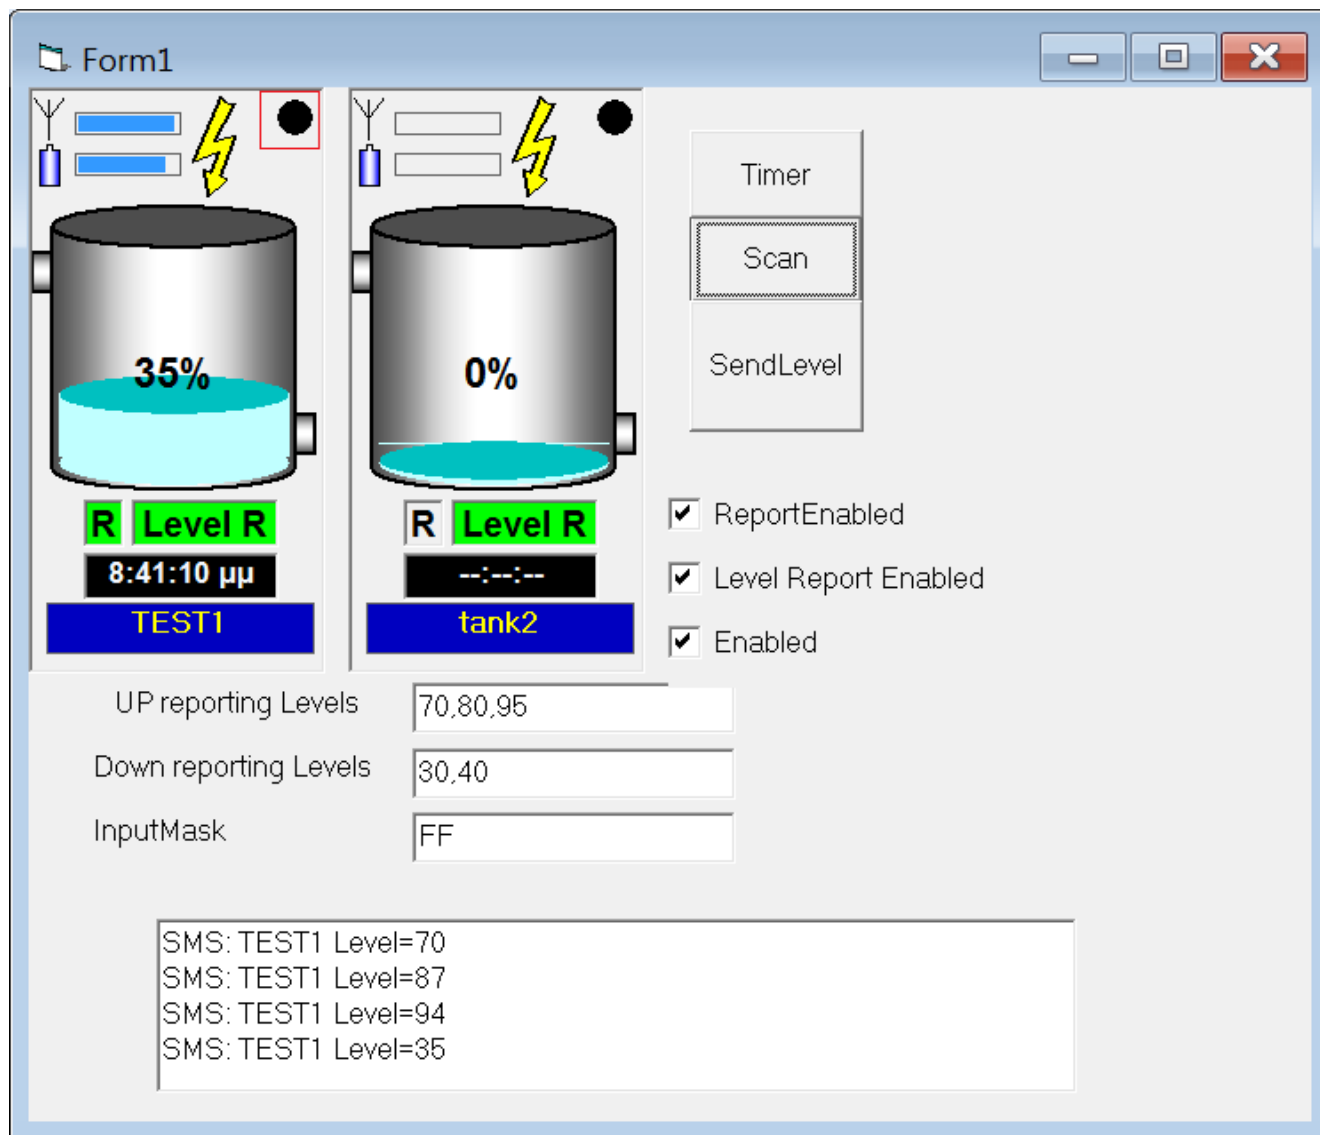 Form1
35%
R Level R
8:41:10 μμ
TEST1
0%
R Level R
--:--:--
tank2
Timer
Scan
SendLevel
ReportEnabled
Level Report Enabled
Enabled
UP reporting Levels 70,80,95
Down reporting Levels 30,40
InputMask FF
SMS: TEST1 Level=70
SMS: TEST1 Level=87
SMS: TEST1 Level=94
SMS: TEST1 Level=35